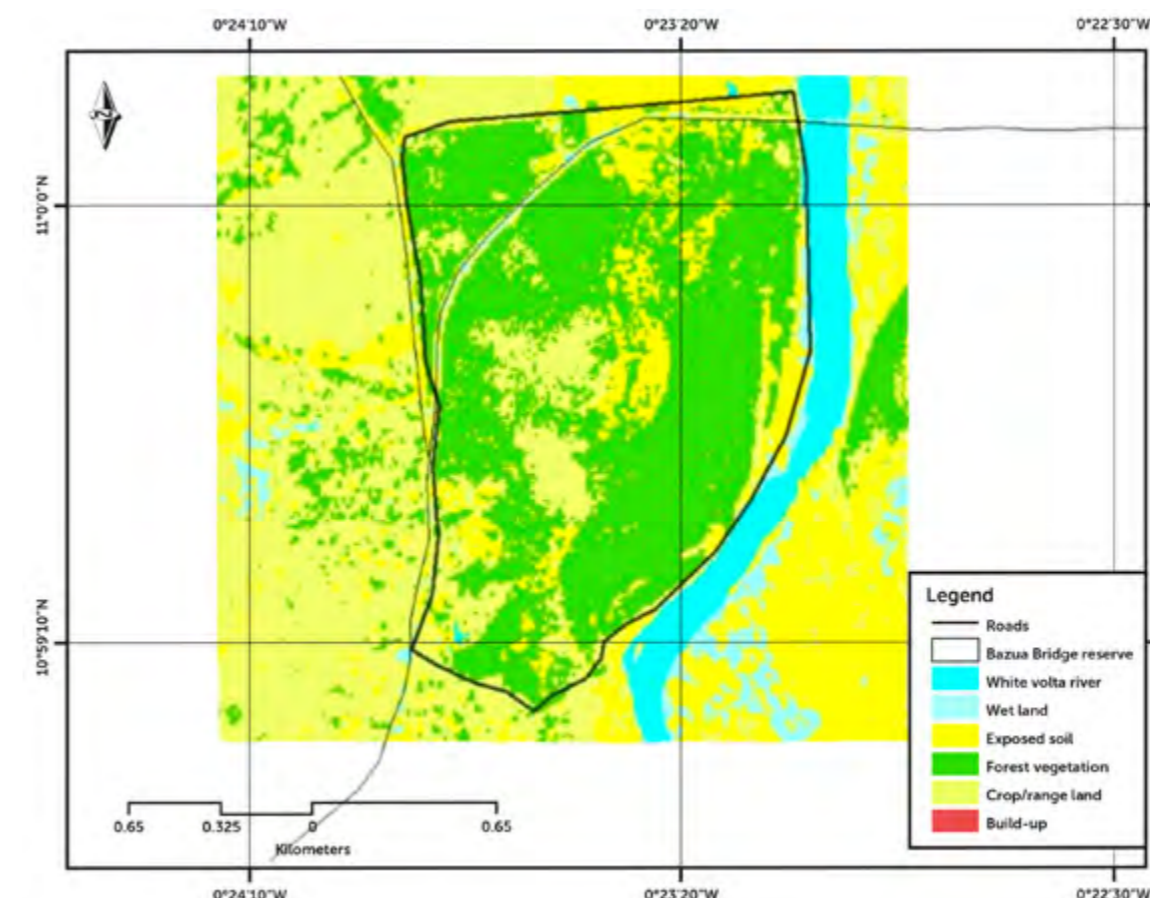 0°24'10"W 0°23'20"W 0°22'30"W
11°0'0"N
10°59'10"N
Legend
Roads
Bazua Bridge reserve
White volta river
Wet land
Exposed soil
Forest vegetation
Crop/range land
Build-up
0.65 0.325 0 0.65
Kilometers
0°24'10"W 0°23'20"W 0°22'30"W